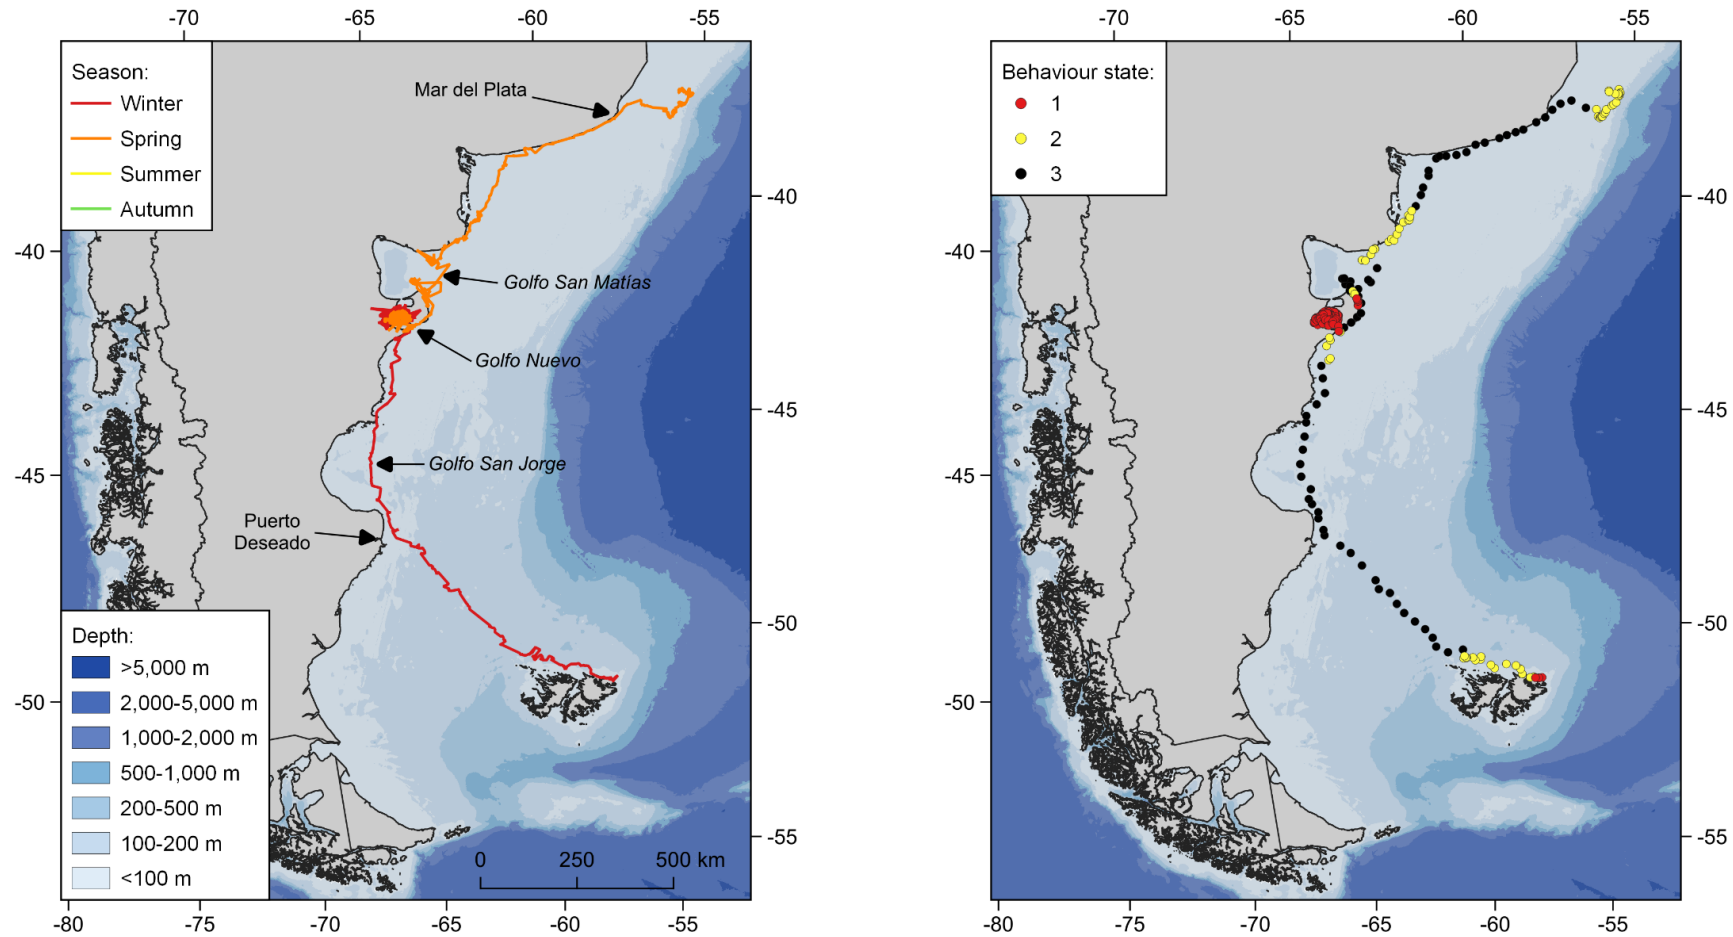 -70 -65 -60 -55
Season:
Winter
Spring
Summer
Autumn
Mar del Plata
Golfo San Matías
Golfo Nuevo
Golfo San Jorge
Puerto
Deseado
-40
-45
-50
-40
-45
-50
-55
Depth:
>5,000 m
2,000-5,000 m
1,000-2,000 m
500-1,000 m
200-500 m
100-200 m
<100 m
0 250 500 km
-80 -75 -70 -65 -60 -55
-70 -65 -60 -55
Behaviour state:
1
2
3
-40
-45
-50
-40
-45
-50
-55
-80 -75 -70 -65 -60 -55